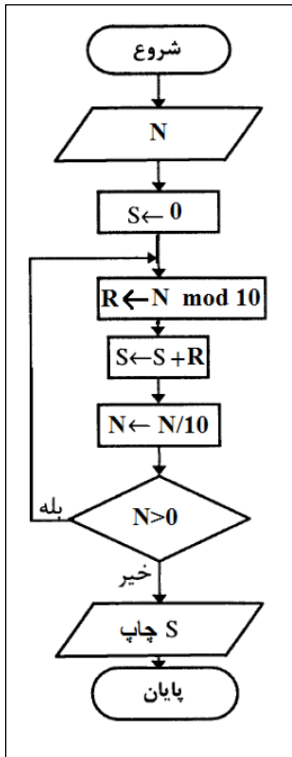 شروع
N
S← 0
R←N mod 10
S←S+R
N← N/10
N>0
بله
خیر
چاپ S
پایان